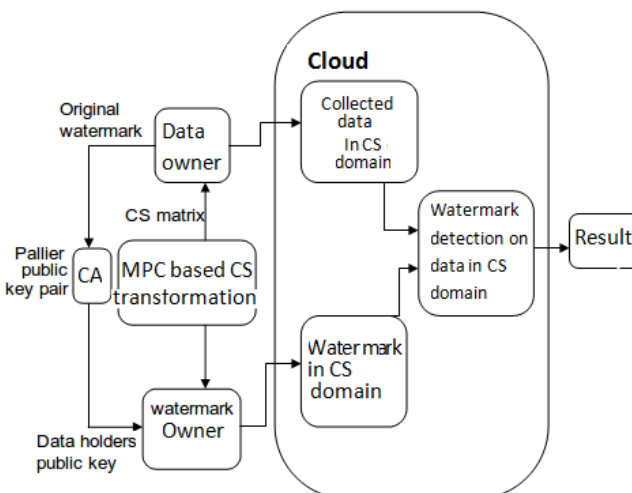 Cloud
Original
watermark
Data
owner
Collected
data
In CS
domain
CS matrix
Watermark
detection on
data in CS
domain
Result
Pallier
public
key pair
CA
MPC based CS
transformation
Watermark
in CS
domain
watermark
Owner
Data holders
public key